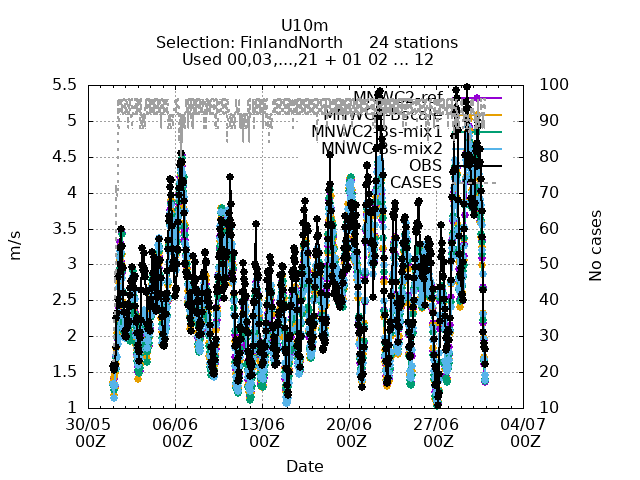 U10m
Selection: FinlandNorth 24 stations
Used 00,03,...,21 + 01 02 ... 12
5.5
5
4.5
4
3.5
3
2.5
2
1.5
1
m/s
100
90
80
70
60
50
40
30
20
10
No cases
MNWC2-ref
MNWC2-Bscale
MNWC2-Bs-mix1
MNWC2-Bs-mix2
OBS
CASES
30/05 06/06 13/06 20/06 27/06 04/07
00Z 00Z 00Z 00Z 00Z 00Z
Date